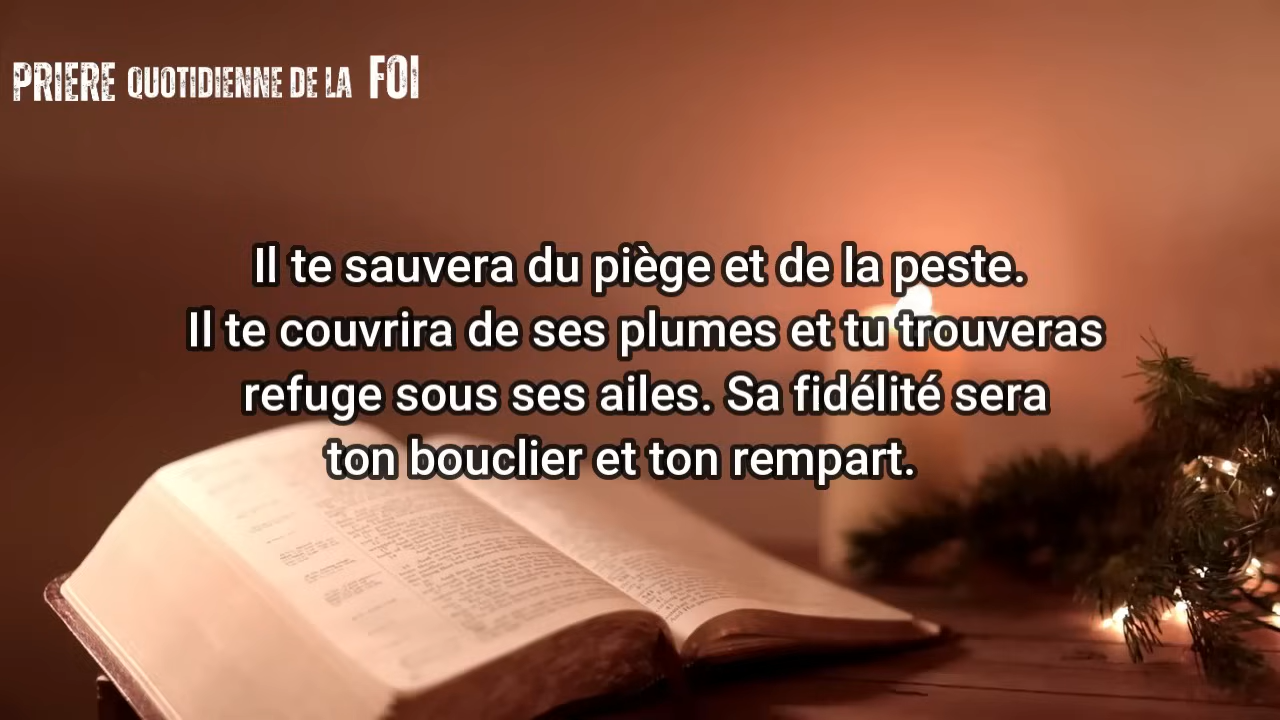 PRIERE QUOTIDIENNE DE LA FOI
Il te sauvera du piège et de la peste.
Il te couvrira de ses plumes et tu trouveras
refuge sous ses ailes. Sa fidélité sera
ton bouclier et ton rempart.